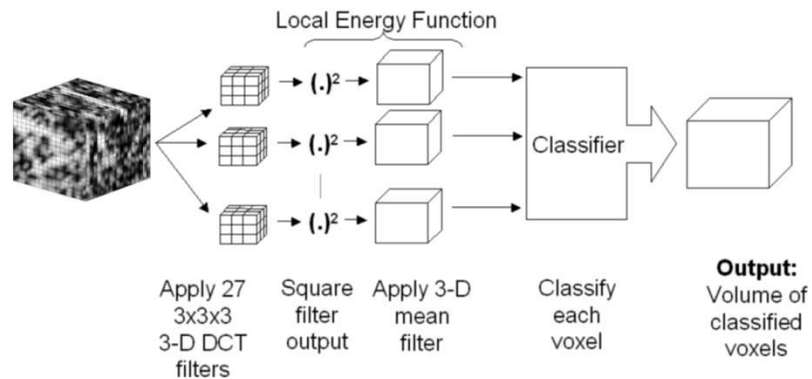 Local Energy Function
(.)²
(.)²
(.)²
Classifier
Apply 27
3x3x3
3-D DCT
filters
Square
filter
output
Apply 3-D
mean
filter
Classify
each
voxel
Output:
Volume of
classified
voxels